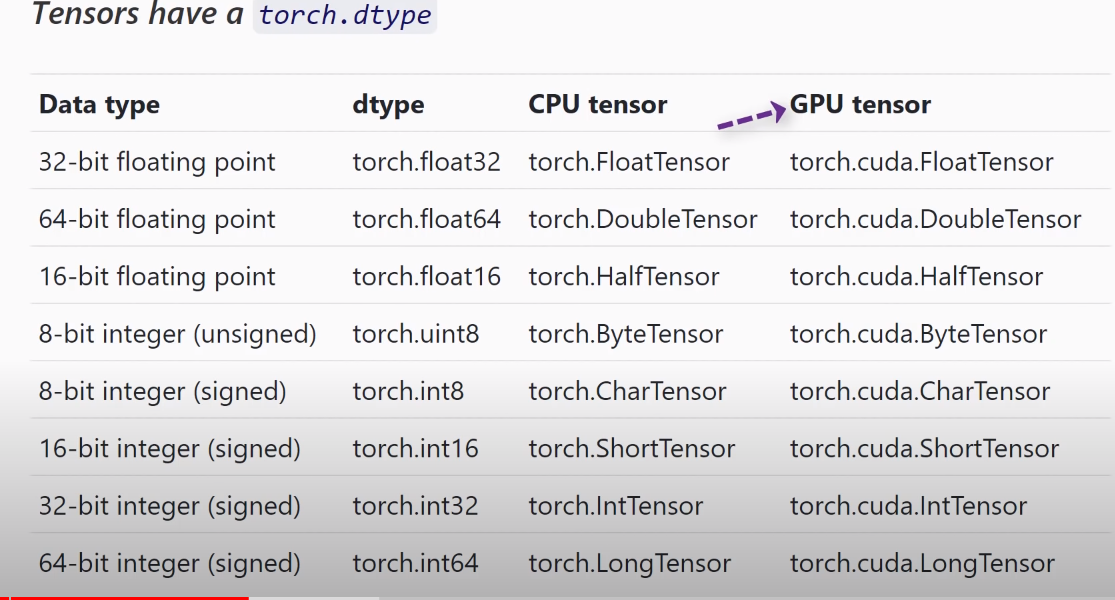 Tensors have a torch.dtype
Data type dtype CPU tensor GPU tensor
32-bit floating point torch.float32 torch.FloatTensor torch.cuda.FloatTensor
64-bit floating point torch.float64 torch.DoubleTensor torch.cuda.DoubleTensor
16-bit floating point torch.float16 torch.HalfTensor torch.cuda.HalfTensor
8-bit integer (unsigned) torch.uint8 torch.ByteTensor torch.cuda.ByteTensor
8-bit integer (signed) torch.int8 torch.CharTensor torch.cuda.CharTensor
16-bit integer (signed) torch.int16 torch.ShortTensor torch.cuda.ShortTensor
32-bit integer (signed) torch.int32 torch.IntTensor torch.cuda.IntTensor
64-bit integer (signed) torch.int64 torch.LongTensor torch.cuda.LongTensor